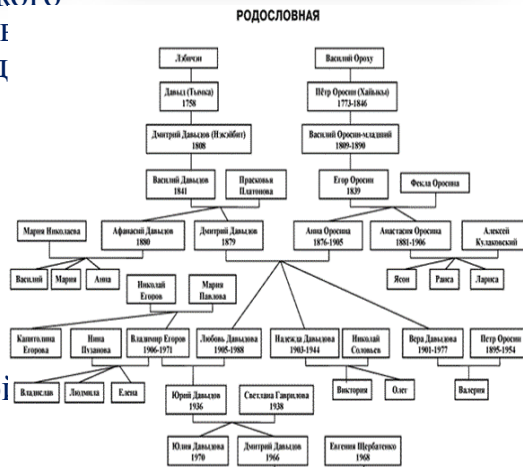 РОДОСЛОВНАЯ
Лэбичэн
Василий Ороху
Давыд (Тымка)
1758
Пётр Оросин (Хайыкы)
1773-1846
Дмитрий Давыдов (Нэсэйбит)
1808
Василий Оросин-младший
1809-1890
Василий Давыдов
1841
Прасковья
Платонова
Егор Оросин
1839
Фекла Оросина
Мария Николаева
Афанасий Давыдов
1880
Дмитрий Давыдов
1879
Анна Оросина
1876-1905
Анастасия Оросина
1881-1906
Алексей
Кулаковский
Василий
Мария
Анна
Ясон
Раиса
Лариса
Николай
Егоров
Мария
Павлова
Капитолина
Егорова
Нина
Пузанова
Владимир Егоров
1906-1971
Любовь Давыдова
1905-1988
Надежда Давыдова
1903-1944
Николай
Соловьев
Вера Давыдова
1901-1977
Петр Оросин
1895-1954
Владислав
Людмила
Елена
Виктория
Олег
Валерия
Юрий Давыдов
1936
Светлана Гаврилова
1938
Юлия Давыдова
1970
Дмитрий Давыдов
1966
Евгения Щербатенко
1968